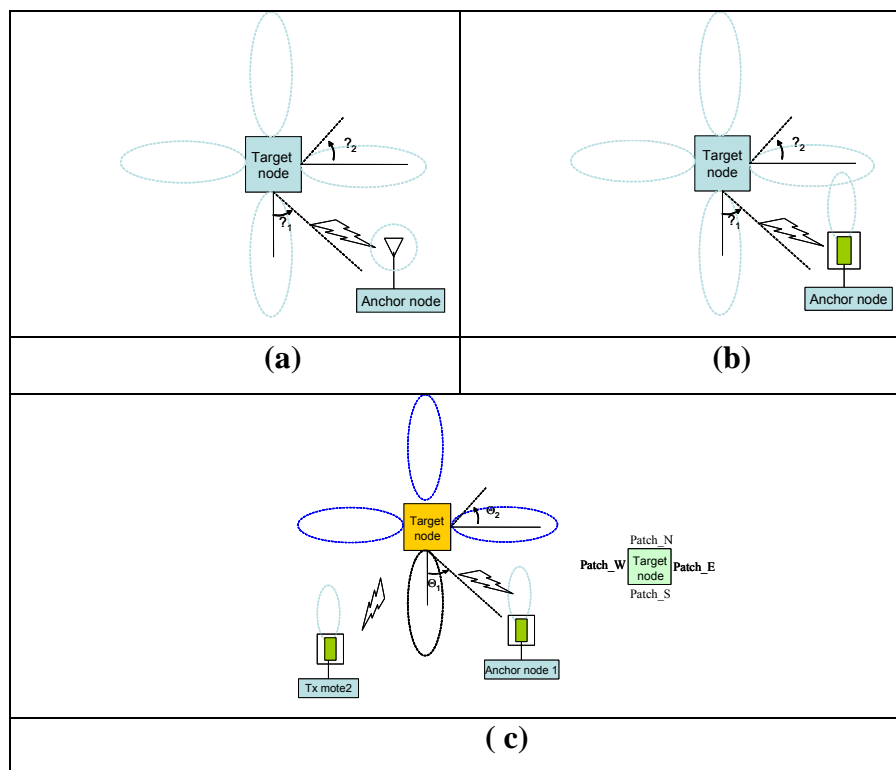 Target
node
?2
?1
Anchor node
(a)
Target
node
?2
?1
Anchor node
(b)
Target
node
Θ2
Θ1
Anchor node 1
Tx mote2
Patch_N
Patch_W
Target
node
Patch_E
Patch_S
( c)